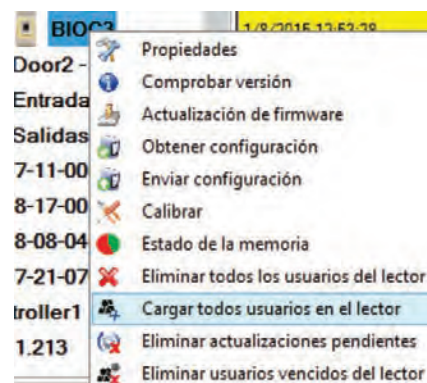 BIOC3
1/8/2015 13:53:28
Propiedades
Door2 -
Comprobar versión
Entrada
Actualización de firmware
Salidas
Obtener configuración
7-11-00
Enviar configuración
8-17-00
Calibrar
8-08-04
Estado de la memoria
7-21-07
Eliminar todos los usuarios del lector
troller1
Cargar todos usuarios en el lector
1.213
Eliminar actualizaciones pendientes
Eliminar usuarios vencidos del lector